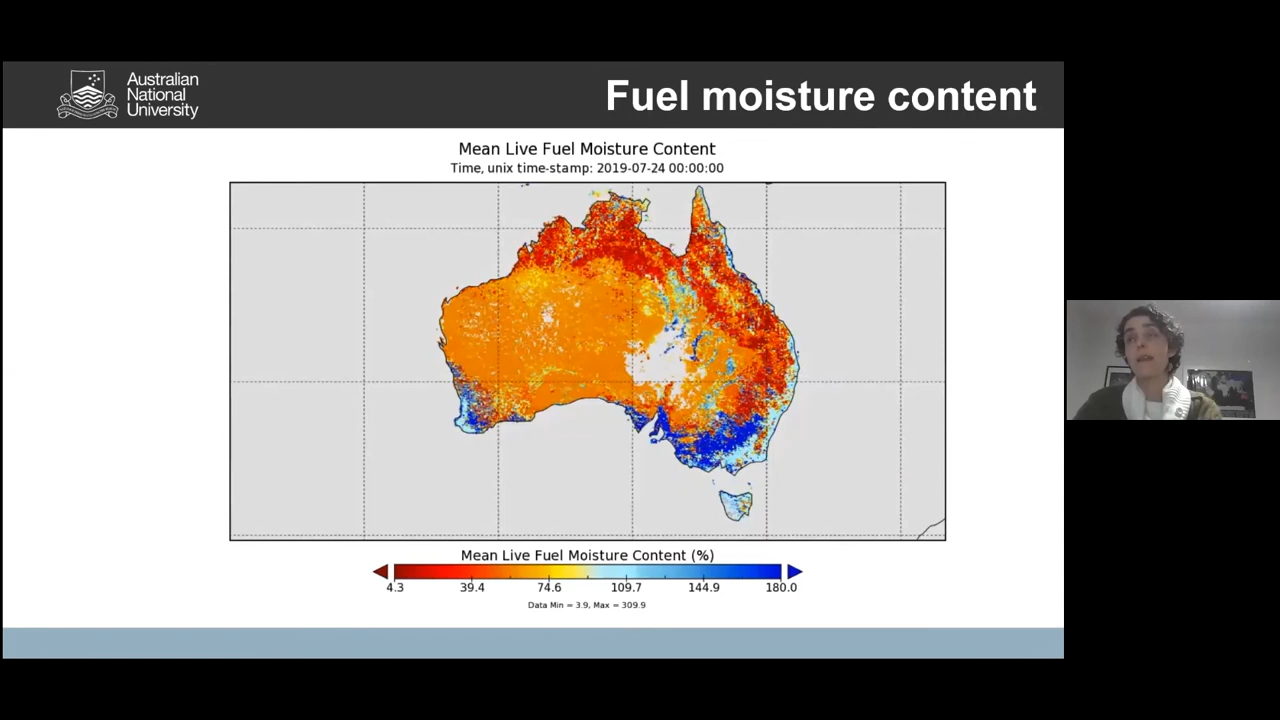 Australian
National
University
Fuel moisture content
Mean Live Fuel Moisture Content
Time, unix time-stamp: 2019-07-24 00:00:00
Mean Live Fuel Moisture Content (%)
4.3 39.4 74.6 109.7 144.9 180.0
Data Min = 3.9, Max = 309.9